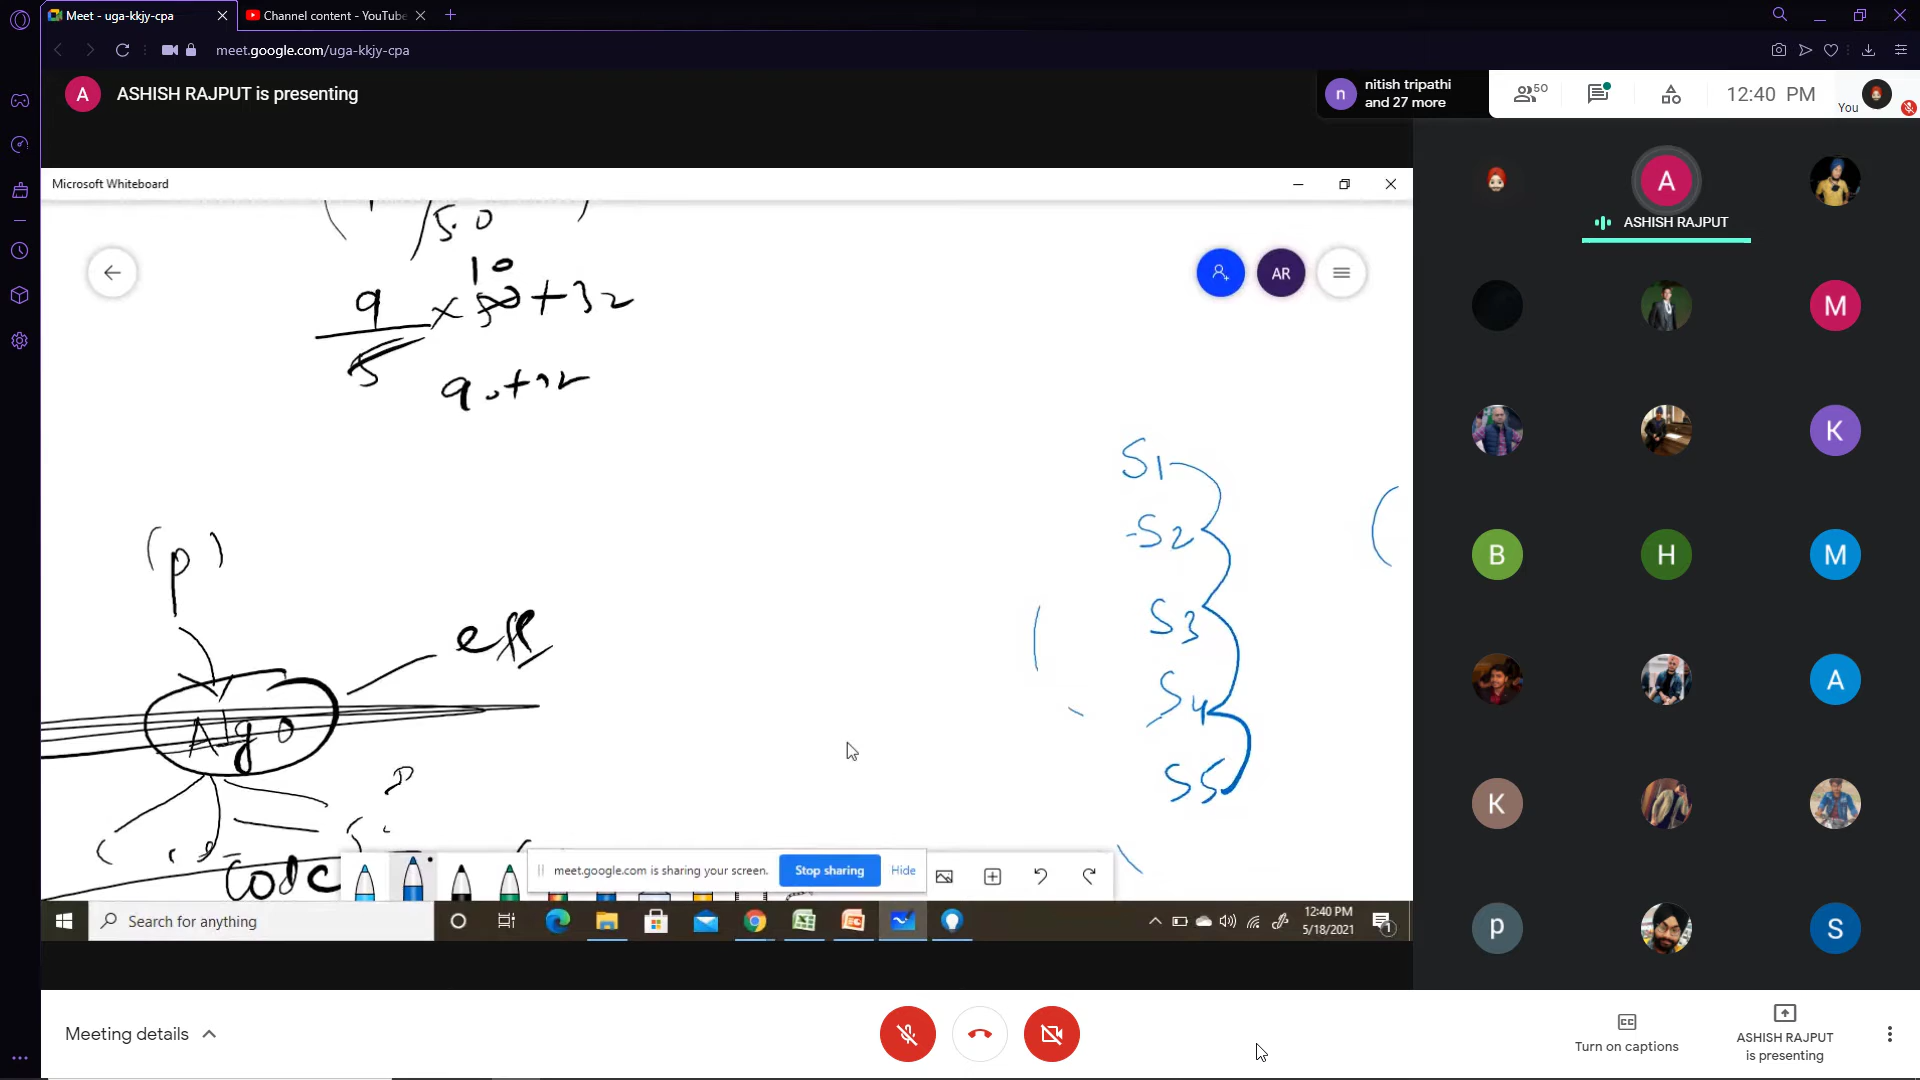 Meet - uga-kkjy-cpa
Channel content - YouTube
meet.google.com/uga-kkjy-cpa
A
ASHISH RAJPUT is presenting
n
nitish tripathi
and 27 more
50
12:40 PM
You
Microsoft Whiteboard
/5.0
10
9
× 50 + 32
5
90+32
AR
S1
S2
S3
S4
S5
(P)
eff
Algo
Code
meet.google.com is sharing your screen.
Stop sharing
Hide
Search for anything
12:40 PM
5/18/2021
1
A
ASHISH RAJPUT
M
K
B
H
M
A
K
P
S
Meeting details
CC
Turn on captions
ASHISH RAJPUT
is presenting